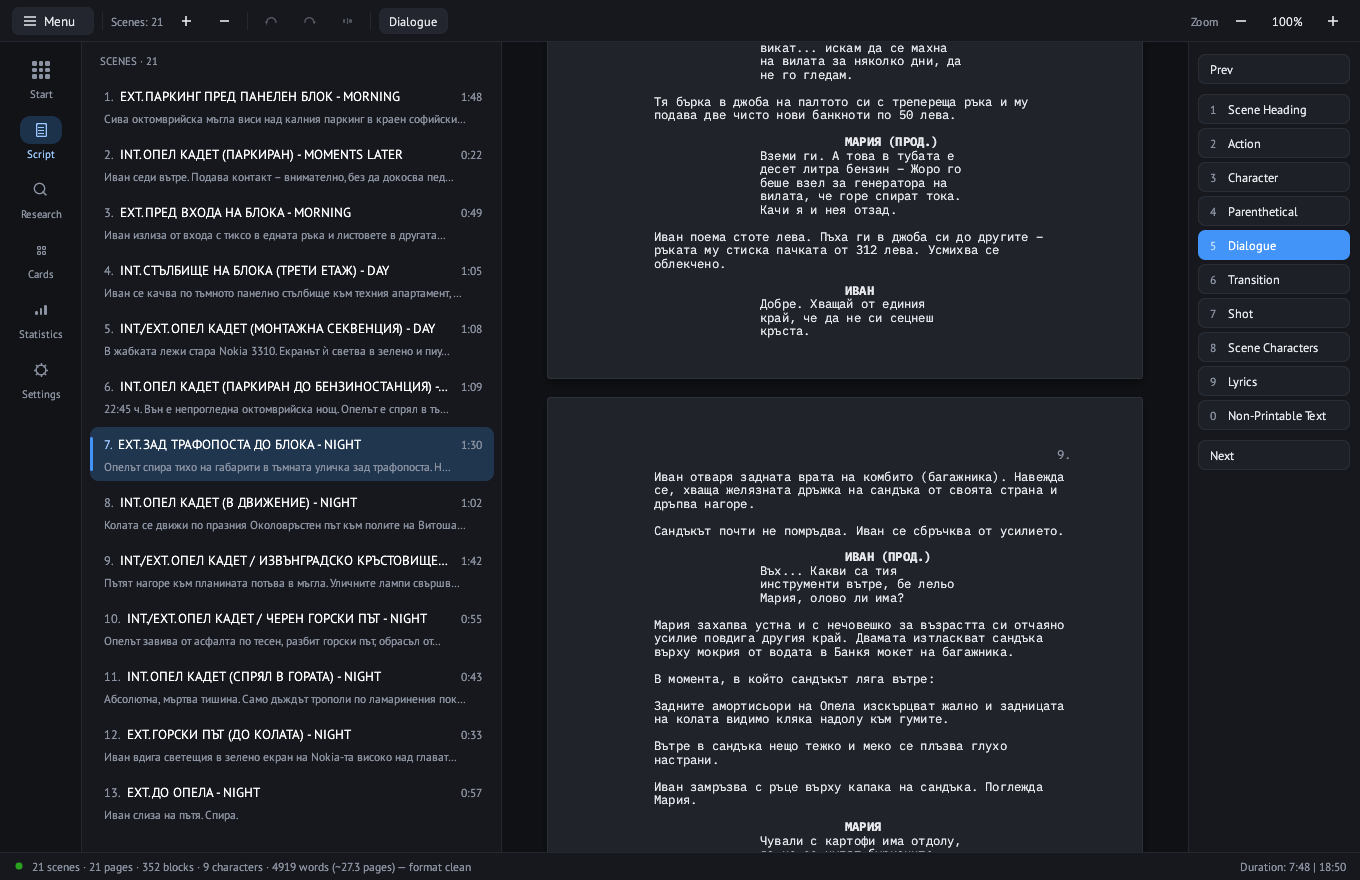 Menu
Scenes: 21
Dialogue
Zoom
100%
Start
Script
Research
Cards
Statistics
Settings
SCENES · 21
1. EXT.ПАРКИНГ ПРЕД ПАНЕЛЕН БЛОК - MORNING 1:48
Сива октомврийска мъгла виси над калния паркинг в краен софийски...
2. INT.ОПЕЛ КАДЕТ (ПАРКИРАН) - MOMENTS LATER 0:22
Иван седи вътре. Подава контакт – внимателно, без да докосва пед...
3. EXT.ПРЕД ВХОДА НА БЛОКА - MORNING 0:49
Иван излиза от входа с тиксо в едната ръка и листовете в другата...
4. INT.СТЪЛБИЩЕ НА БЛОКА (ТРЕТИ ЕТАЖ) - DAY 1:05
Иван се качва по тъмното панелно стълбище към техния апартамент, ...
5. INT./EXT.ОПЕЛ КАДЕТ (МОНТАЖНА СЕКВЕНЦИЯ) - DAY 1:08
В жабката лежи стара Nokia 3310. Екранът ѝ светва в зелено и пиу...
6. INT.ОПЕЛ КАДЕТ (ПАРКИРАН ДО БЕНЗИНОСТАНЦИЯ) -... 1:09
22:45 ч. Вън е непрогледна октомврийска нощ. Опелът е спрял в тъ...
7. EXT.ЗАД ТРАФОПОСТА ДО БЛОКА - NIGHT 1:30
Опелът спира тихо на габарити в тъмната уличка зад трафопоста. Н...
8. INT.ОПЕЛ КАДЕТ (В ДВИЖЕНИЕ) - NIGHT 1:02
Колата се движи по празния Околовръстен път към полите на Витоша...
9. INT./EXT.ОПЕЛ КАДЕТ / ИЗВЪНГРАДСКО КРЪСТОВИЩЕ... 1:42
Пътят нагоре към планината потъва в мъгла. Уличните лампи свършв...
10. INT./EXT.ОПЕЛ КАДЕТ / ЧЕРЕН ГОРСКИ ПЪТ - NIGHT 0:55
Опелът завива от асфалта по тесен, разбит горски път, обрасъл от...
11. INT.ОПЕЛ КАДЕТ (СПРЯЛ В ГОРАТА) - NIGHT 0:43
Абсолютна, мъртва тишина. Само дъждът трополи по ламаринения пок...
12. EXT.ГОРСКИ ПЪТ (ДО КОЛАТА) - NIGHT 0:33
Иван вдига светещия в зелено екран на Nokia-та високо над глават...
13. EXT.ДО ОПЕЛА - NIGHT 0:57
Иван слиза на пътя. Спира.
викат... искам да се махна
на вилата за няколко дни, да
не го гледам.
Тя бърка в джоба на палтото си с трепереща ръка и му
подава две чисто нови банкноти по 50 лева.
МАРИЯ (ПРОД.)
Вземи ги. А това в тубата е
десет литра бензин – Жоро го
беше взел за генератора на
вилата, че горе спират тока.
Качи я и нея отзад.
Иван поема стоте лева. Пъха ги в джоба си до другите –
ръката му стиска пачката от 312 лева. Усмихва се
облекчено.
ИВАН
Добре. Хващай от единия
край, че да не си сецнеш
кръста.
9.
Иван отваря задната врата на комбито (багажника). Навежда
се, хваща желязната дръжка на сандъка от своята страна и
дръпва нагоре.
Сандъкът почти не помръдва. Иван се сбръчква от усилието.
ИВАН (ПРОД.)
Въх... Какви са тия
инструменти вътре, бе лельо
Мария, олово ли има?
Мария захапва устна и с нечовешко за възрастта си отчаяно
усилие повдига другия край. Двамата изтласкват сандъка
върху мокрия от водата в Банкя мокет на багажника.
В момента, в който сандъкът ляга вътре:
Задните амортисьори на Опела изскърцват жално и задницата
на колата видимо кляка надолу към гумите.
Вътре в сандъка нещо тежко и меко се плъзва глухо
настрани.
Иван замръзва с ръце върху капака на сандъка. Поглежда
Мария.
МАРИЯ
Чували с картофи има отдолу,
Prev
1 Scene Heading
2 Action
3 Character
4 Parenthetical
5 Dialogue
6 Transition
7 Shot
8 Scene Characters
9 Lyrics
0 Non-Printable Text
Next
21 scenes · 21 pages · 352 blocks · 9 characters · 4919 words (~27.3 pages) — format clean
Duration: 7:48 | 18:50